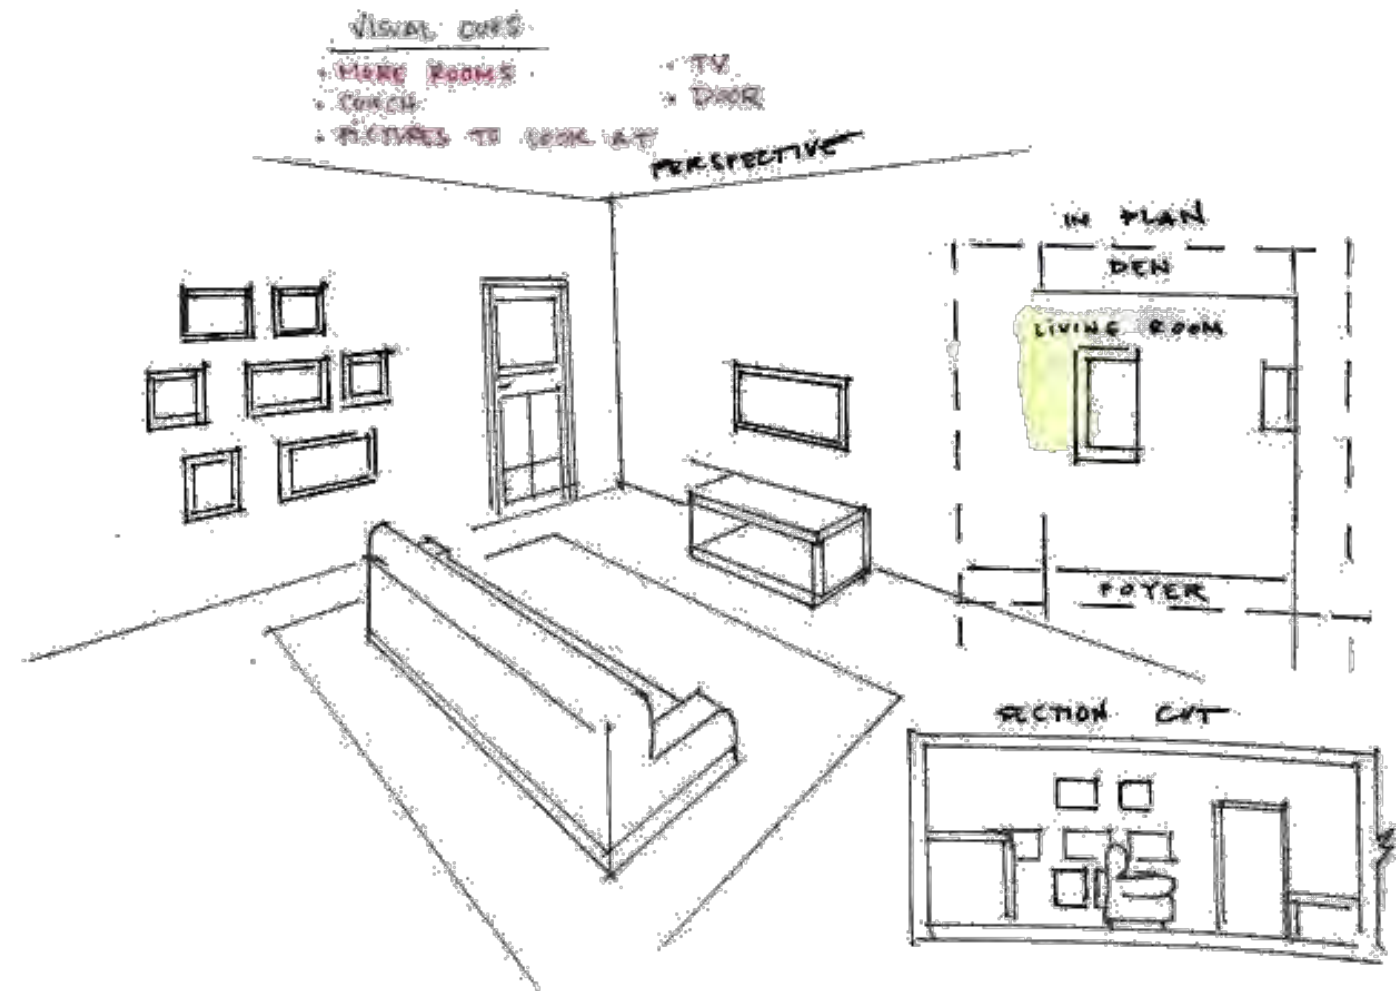 VISUAL CUES
• MORE ROOMS
• COUCH
• PICTURES TO LOOK AT
• TV
• DOOR
PERSPECTIVE
IN PLAN
DEN
LIVING ROOM
FOYER
SECTION CUT